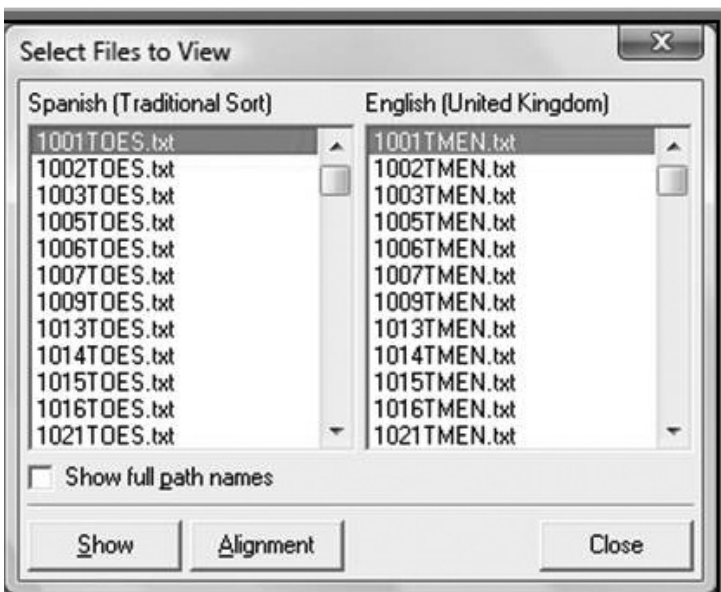 Select Files to View
Spanish (Traditional Sort)
1001TOES.txt
1002TOES.txt
1003TOES.txt
1005TOES.txt
1006TOES.txt
1007TOES.txt
1009TOES.txt
1013TOES.txt
1014TOES.txt
1015TOES.txt
1016TOES.txt
1021TOES.txt
English (United Kingdom)
1001TMEN.txt
1002TMEN.txt
1003TMEN.txt
1005TMEN.txt
1006TMEN.txt
1007TMEN.txt
1009TMEN.txt
1013TMEN.txt
1014TMEN.txt
1015TMEN.txt
1016TMEN.txt
1021TMEN.txt
Show full path names
Show Alignment Close